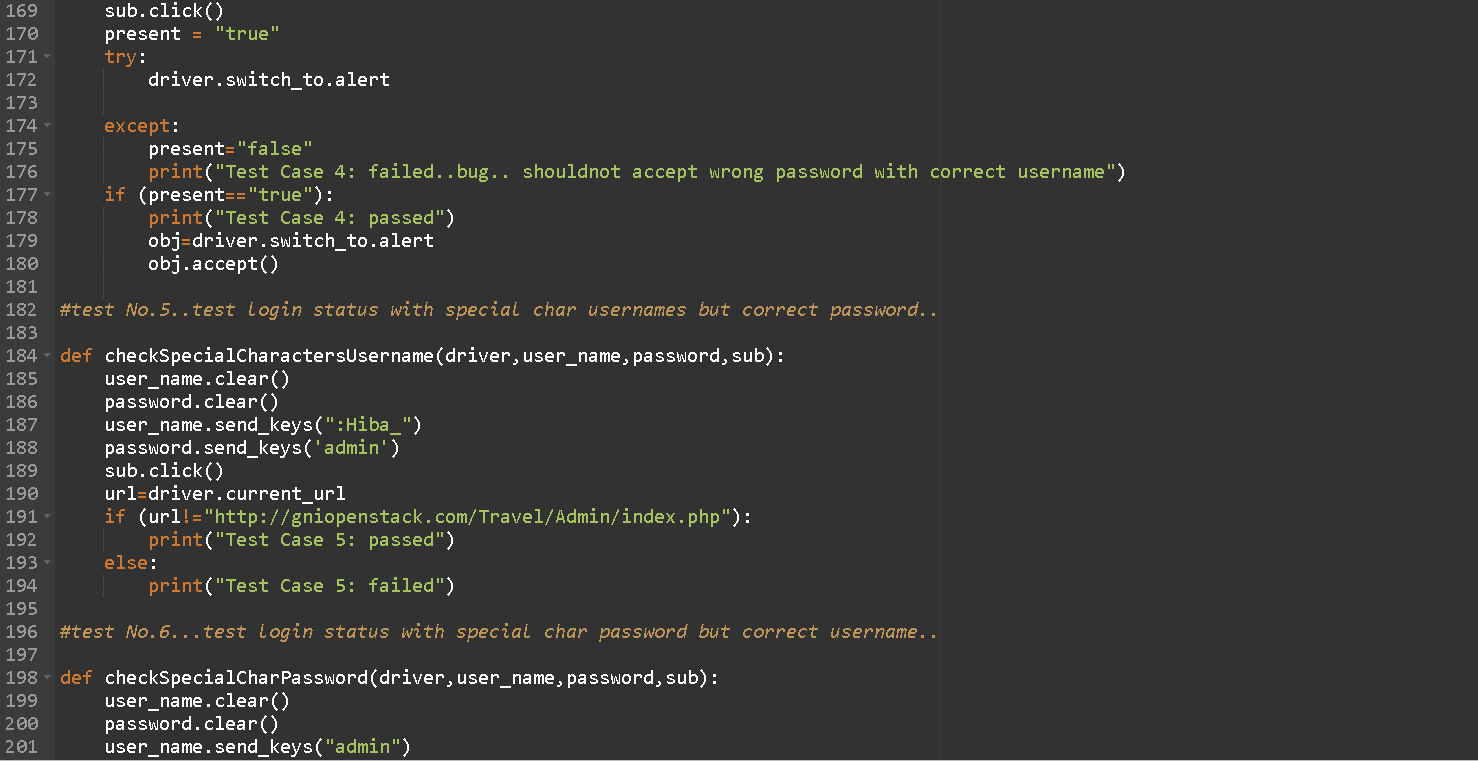 169 sub.click()
170 present = "true"
171 try:
172 driver.switch_to.alert
173
174 except:
175 present="false"
176 print("Test Case 4: failed..bug.. shouldnot accept wrong password with correct username")
177 if (present=="true"):
178 print("Test Case 4: passed")
179 obj=driver.switch_to.alert
180 obj.accept()
181
182 #test No.5..test login status with special char usernames but correct password..
183
184 def checkSpecialCharactersUsername(driver,user_name,password,sub):
185 user_name.clear()
186 password.clear()
187 user_name.send_keys(":Hiba_")
188 password.send_keys('admin')
189 sub.click()
190 url=driver.current_url
191 if (url!="http://gniopenstack.com/Travel/Admin/index.php"):
192 print("Test Case 5: passed")
193 else:
194 print("Test Case 5: failed")
195
196 #test No.6...test login status with special char password but correct username..
197
198 def checkSpecialCharPassword(driver,user_name,password,sub):
199 user_name.clear()
200 password.clear()
201 user_name.send_keys("admin")